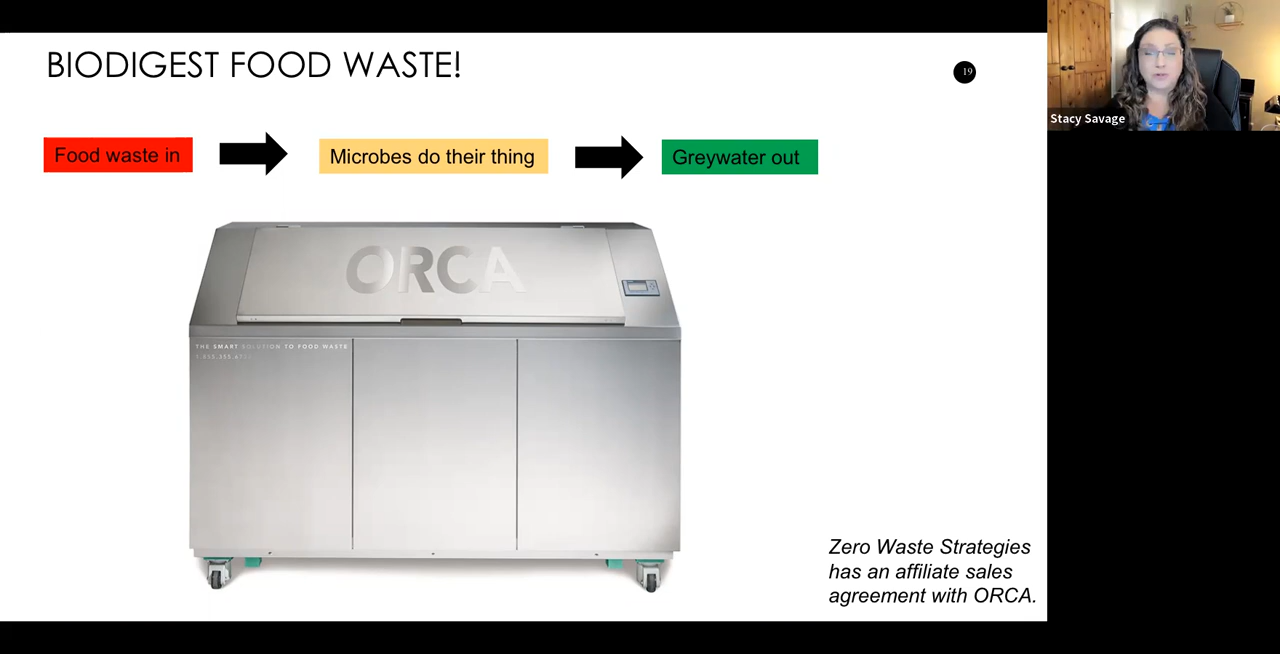 BIODIGEST FOOD WASTE!
19
Stacy Savage
Food waste in
Microbes do their thing
Greywater out
ORCA
THE SMART SOLUTION TO FOOD WASTE
Zero Waste Strategies
has an affiliate sales
agreement with ORCA.